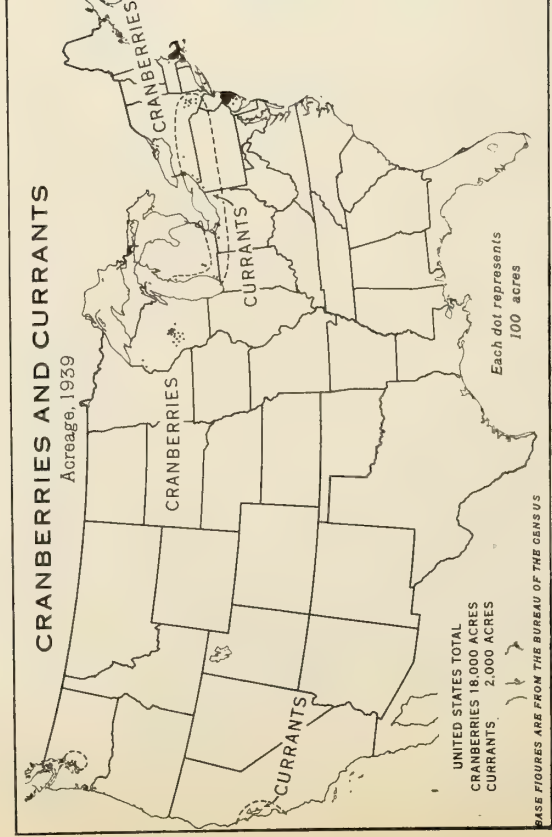 CRANBERRIES AND CURRANTS
Acreage, 1939
CRANBERRIES
CRANBERRIES
CURRANTS
CURRANTS
Each dot represents
100 acres
UNITED STATES TOTAL
CRANBERRIES 18,000 ACRES
CURRANTS 2,000 ACRES
BASE FIGURES ARE FROM THE BUREAU OF THE CENSUS